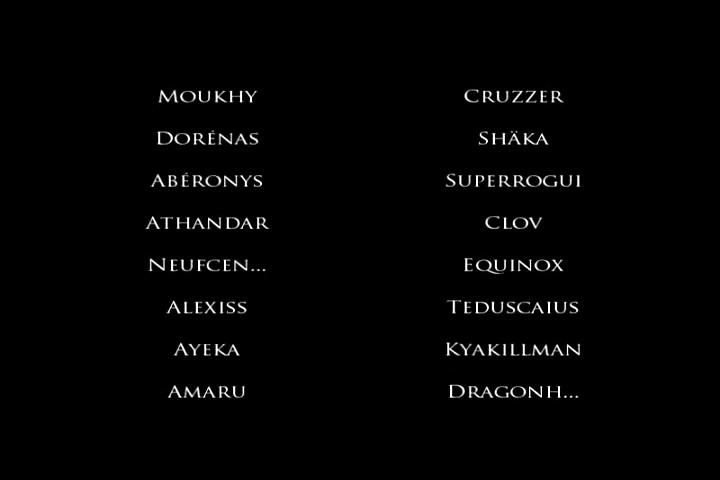 Moukhy
Dorénas
Abéronys
Athandar
Neufcen...
Alexiss
Ayeka
Amaru
Cruzzer
Shäka
Superrogui
Clov
Equinox
Teduscaius
Kyakillman
Dragonh...